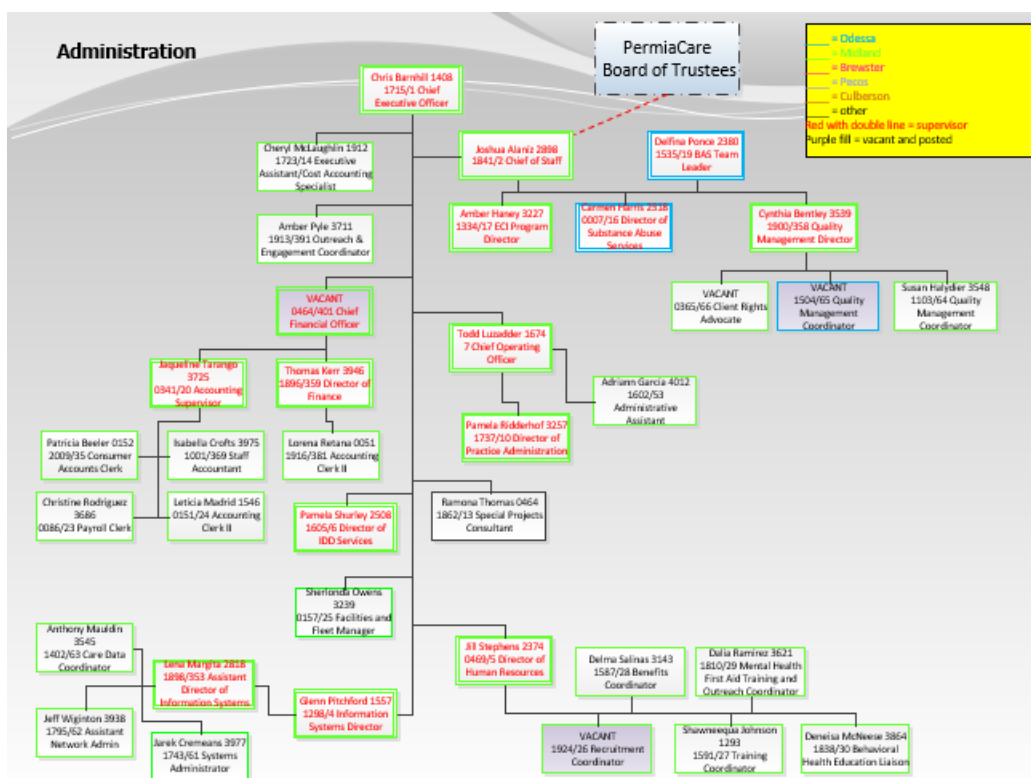 Administration
PermiaCare
Board of Trustees
____ = Odessa
____ = Midland
____ = Brewster
____ = Pecos
____ = Culberson
____ = other
Red with double line = supervisor
Purple fill = vacant and posted
Chris Barnhill 1408
1715/1 Chief
Executive Officer
Cheryl McLaughlin 1912
1723/14 Executive
Assistant/Cost Accounting
Specialist
Joshua Alaniz 2898
1841/2 Chief of Staff
Delfina Ponce 2380
1535/19 BAS Team
Leader
Amber Pyle 3711
1913/391 Outreach &
Engagement Coordinator
Amber Haney 3227
1334/17 ECI Program
Director
Carmen Harris 2318
0007/16 Director of
Substance Abuse
Services
Cynthia Bentley 3539
1900/358 Quality
Management Director
VACANT
0464/401 Chief
Financial Officer
VACANT
0365/66 Client Rights
Advocate
VACANT
1504/65 Quality
Management
Coordinator
Susan Halydier 3548
1103/64 Quality
Management
Coordinator
Todd Luzadder 1674
7 Chief Operating
Officer
Jaqueline Tarango
3725
0341/20 Accounting
Supervisor
Thomas Kerr 3946
1896/359 Director of
Finance
Adriann Garcia 4012
1602/53
Administrative
Assistant
Pamela Ridderhof 3257
1737/10 Director of
Practice Administration
Patricia Beeler 0152
2009/35 Consumer
Accounts Clerk
Isabella Crofts 3975
1001/369 Staff
Accountant
Lorena Retana 0051
1916/381 Accounting
Clerk II
Christine Rodriguez
3686
0086/23 Payroll Clerk
Leticia Madrid 1546
0151/24 Accounting
Clerk II
Pamela Shurley 2508
1605/6 Director of
IDD Services
Ramona Thomas 0464
1862/13 Special Projects
Consultant
Sherlonda Owens
3239
0157/25 Facilities and
Fleet Manager
Anthony Mauldin
3545
1402/63 Care Data
Coordinator
Lena Margita 2818
1898/353 Assistant
Director of
Information Systems
Jill Stephens 2374
0469/5 Director of
Human Resources
Delma Salinas 3143
1587/28 Benefits
Coordinator
Dalia Ramirez 3621
1810/29 Mental Health
First Aid Training and
Outreach Coordinator
Glenn Pitchford 1557
1298/4 Information
Systems Director
Jeff Wiginton 3938
1795/62 Assistant
Network Admin
Jarek Cremeans 3977
1743/61 Systems
Administrator
VACANT
1924/26 Recruitment
Coordinator
Shawneequa Johnson
1293
1591/27 Training
Coordinator
Deneisa McNeese 3864
1838/30 Behavioral
Health Education Liaison